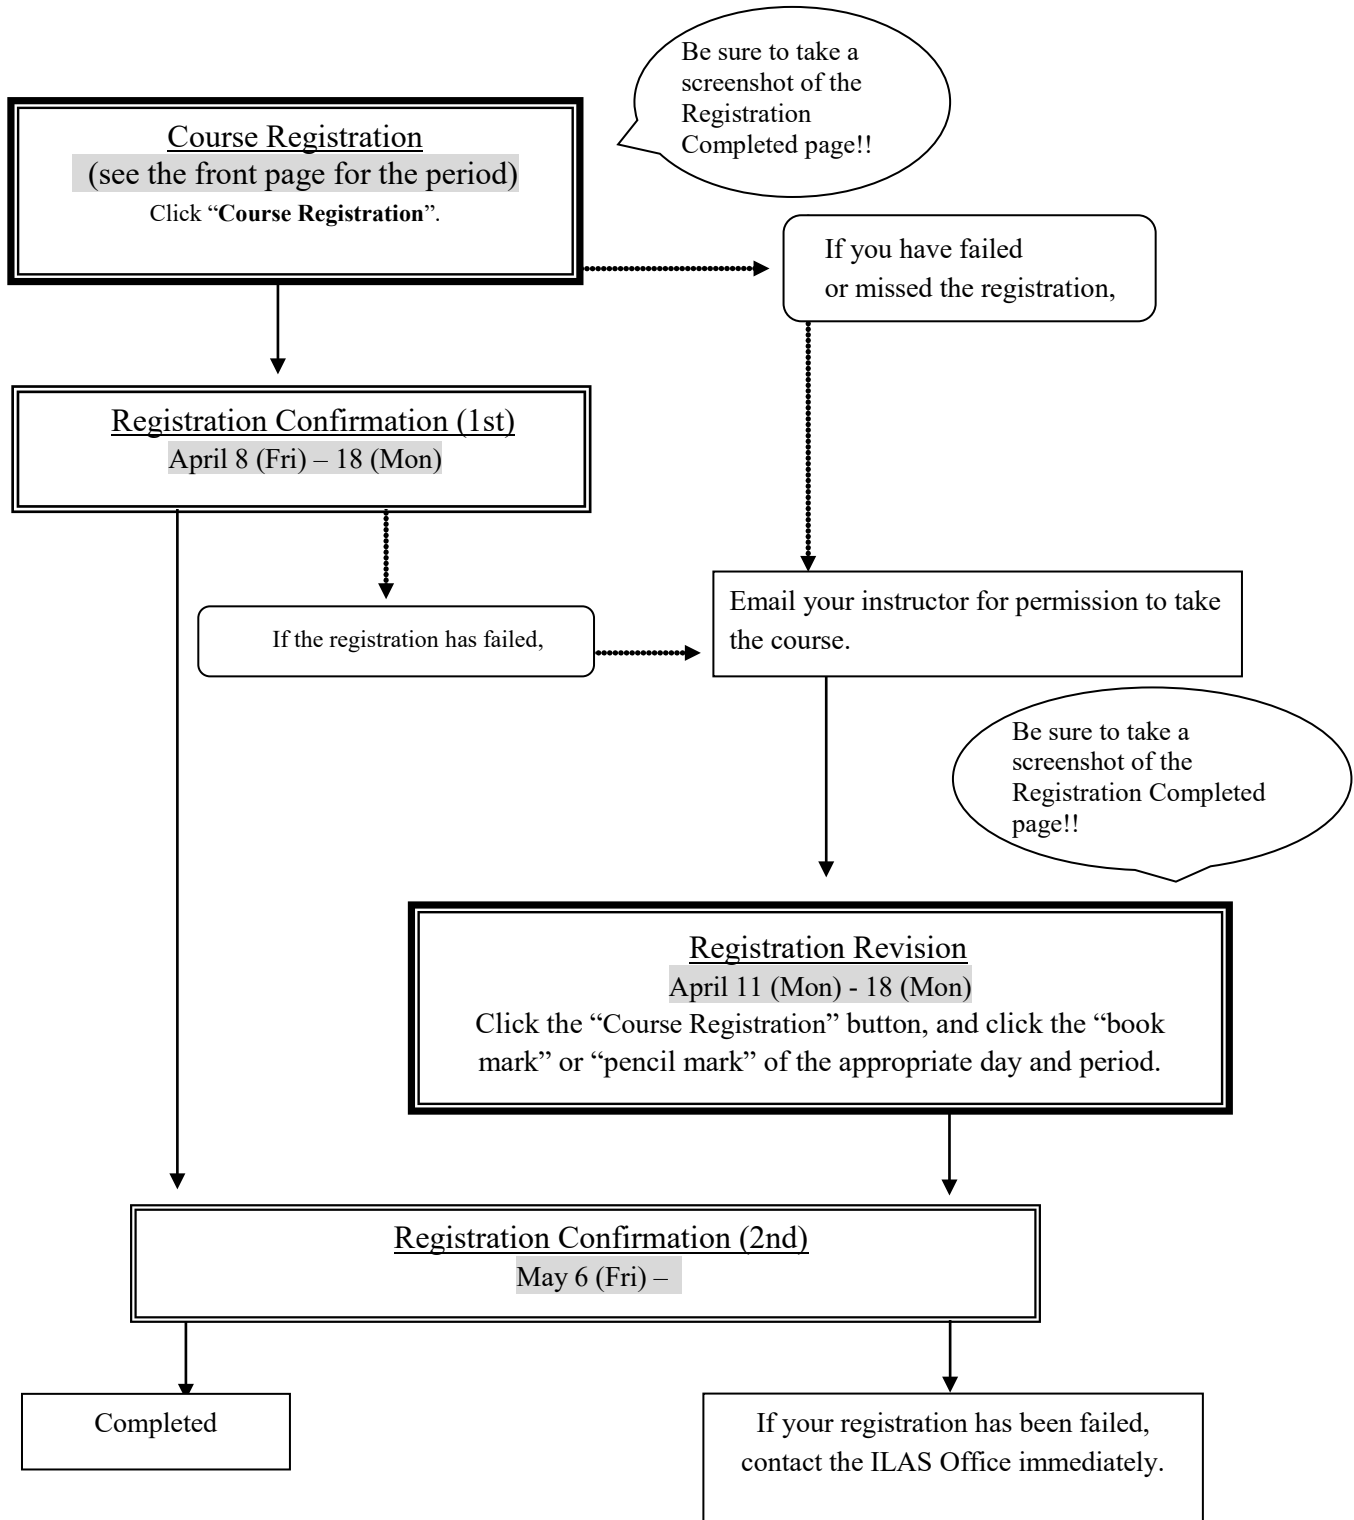 Be sure to take a
screenshot of the
Registration
Completed page!!
Course Registration
(see the front page for the period)
Click “Course Registration”.
If you have failed
or missed the registration,
Registration Confirmation (1st)
April 8 (Fri) – 18 (Mon)
If the registration has failed,
Email your instructor for permission to take
the course.
Be sure to take a
screenshot of the
Registration Completed
page!!
Registration Revision
April 11 (Mon) - 18 (Mon)
Click the “Course Registration” button, and click the “book
mark” or “pencil mark” of the appropriate day and period.
Registration Confirmation (2nd)
May 6 (Fri) –
Completed
If your registration has been failed,
contact the ILAS Office immediately.